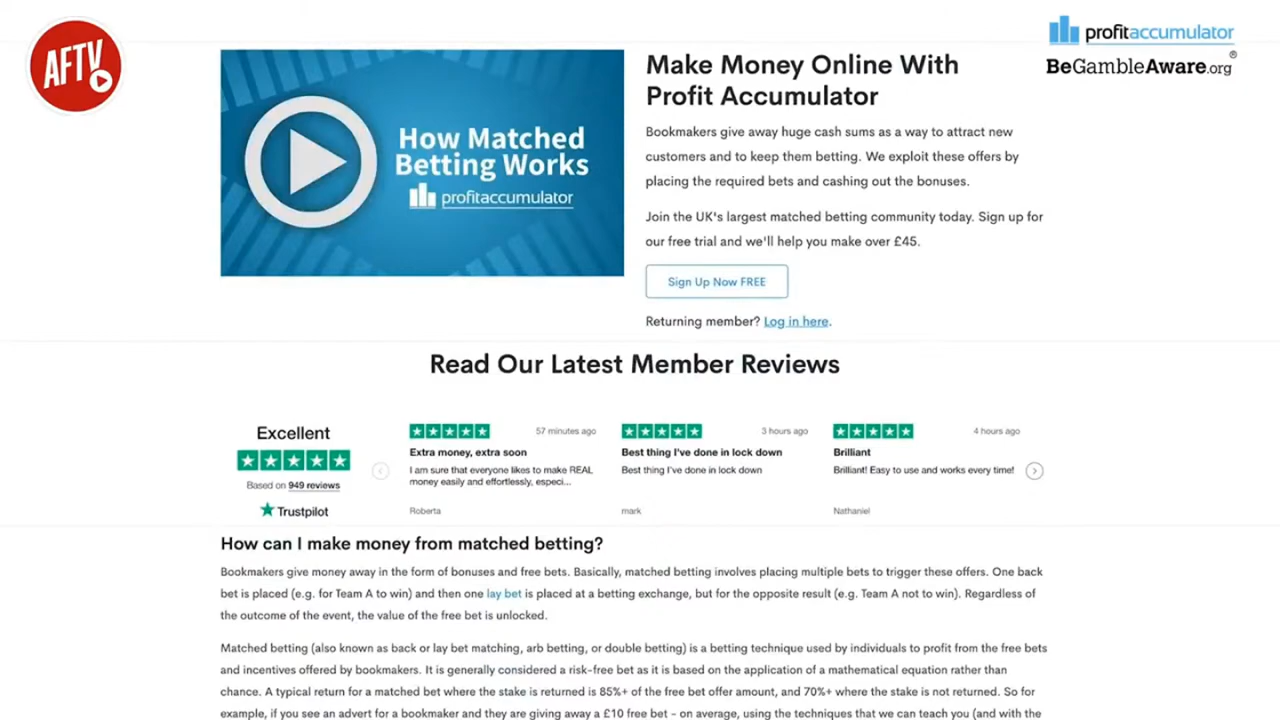 AFTV
profitaccumulator
BeGambleAware.org®
How Matched
Betting Works
profitaccumulator
Make Money Online With
Profit Accumulator
Bookmakers give away huge cash sums as a way to attract new
customers and to keep them betting. We exploit these offers by
placing the required bets and cashing out the bonuses.
Join the UK's largest matched betting community today. Sign up for
our free trial and we'll help you make over £45.
Sign Up Now FREE
Returning member? Log in here.
Read Our Latest Member Reviews
Excellent
Based on 949 reviews
Trustpilot
57 minutes ago
Extra money, extra soon
I am sure that everyone likes to make REAL
money easily and effortlessly, especi...
Roberta
3 hours ago
Best thing I've done in lock down
Best thing I've done in lock down
mark
4 hours ago
Brilliant
Brilliant! Easy to use and works every time!
Nathaniel
How can I make money from matched betting?
Bookmakers give money away in the form of bonuses and free bets. Basically, matched betting involves placing multiple bets to trigger these offers. One back
bet is placed (e.g. for Team A to win) and then one lay bet is placed at a betting exchange, but for the opposite result (e.g. Team A not to win). Regardless of
the outcome of the event, the value of the free bet is unlocked.
Matched betting (also known as back or lay bet matching, arb betting, or double betting) is a betting technique used by individuals to profit from the free bets
and incentives offered by bookmakers. It is generally considered a risk-free bet as it is based on the application of a mathematical equation rather than
chance. A typical return for a matched bet where the stake is returned is 85%+ of the free bet offer amount, and 70%+ where the stake is not returned. So for
example, if you see an advert for a bookmaker and they are giving away a £10 free bet - on average, using the techniques that we can teach you (and with the